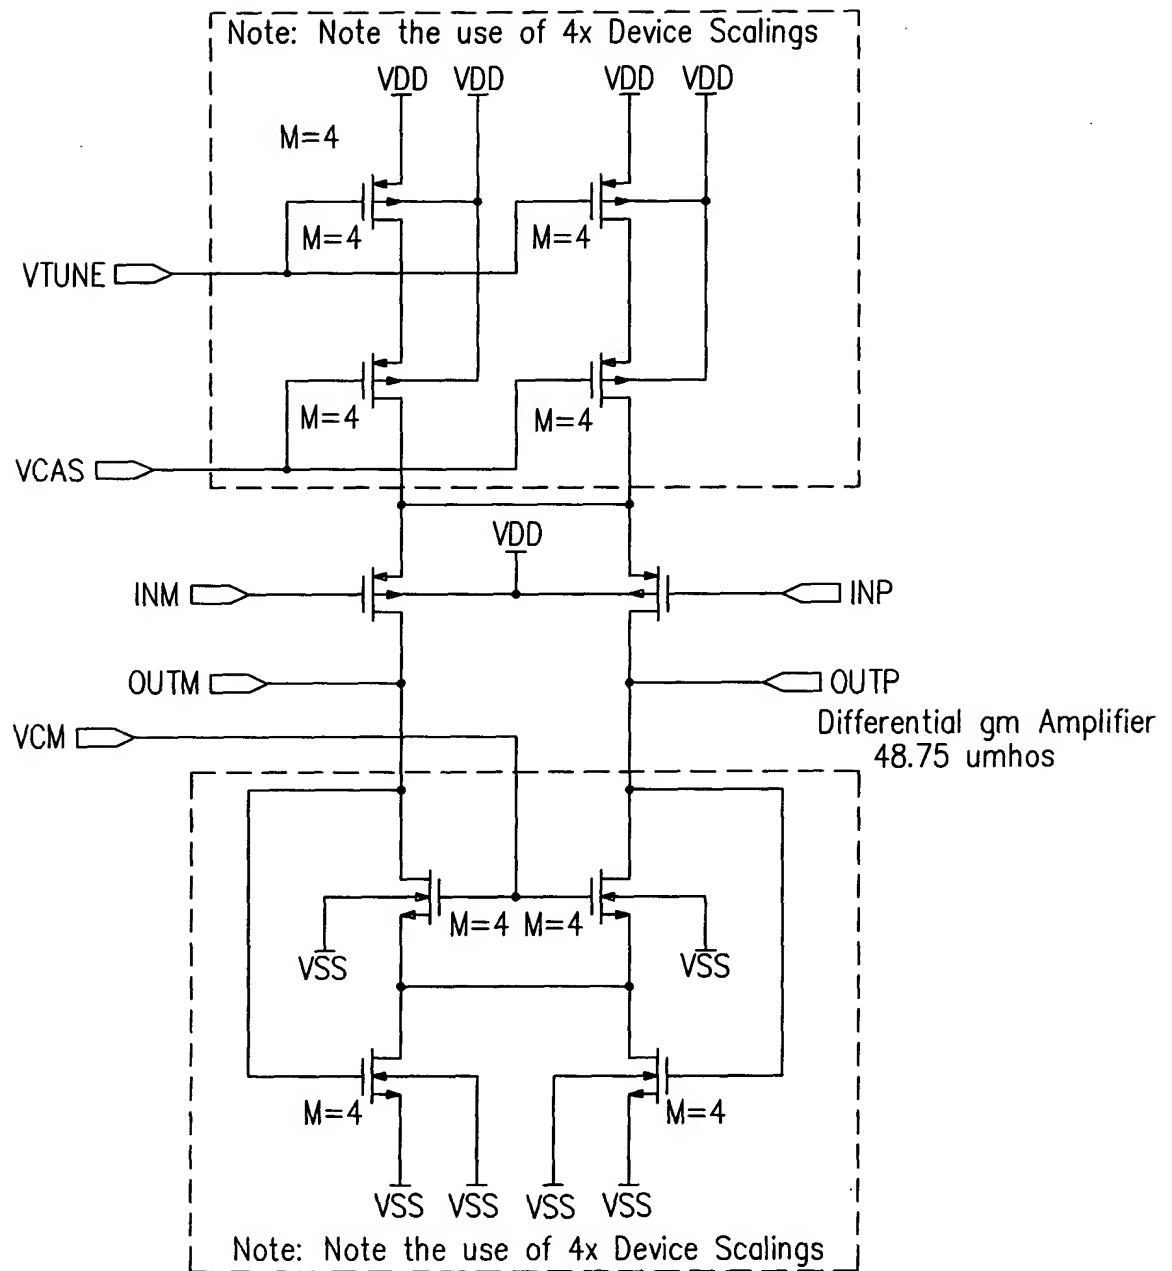 Note: Note the use of 4x Device Scalings
VDD VDD VDD VDD
M=4
M=4 M=4
VTUNE
M=4 M=4
VCAS
VDD
INM INP
OUTM OUTP
Differential gm Amplifier
VCM
48.75 umhos
M=4 M=4
VSS VSS
M=4 M=4
VSS VSS VSS VSS
Note: Note the use of 4x Device Scalings